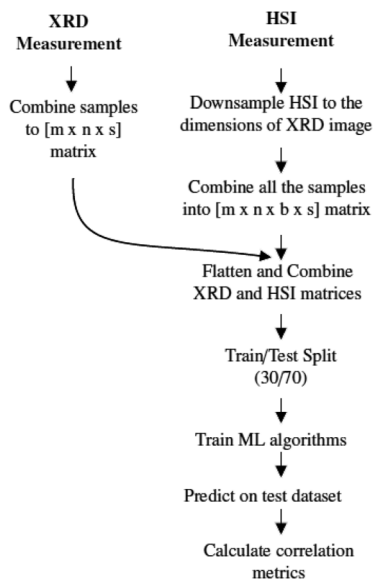 XRD
Measurement
Combine samples
to [m x n x s]
matrix
HSI
Measurement
Downsample HSI to the
dimensions of XRD image
Combine all the samples
into [m x n x b x s] matrix
Flatten and Combine
XRD and HSI matrices
Train/Test Split
(30/70)
Train ML algorithms
Predict on test dataset
Calculate correlation
metrics